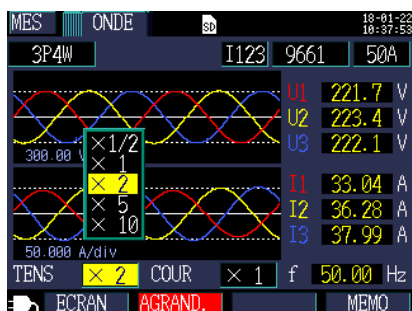 MES ONDE SD 18-01-22
10:37:53
3P4W I123 9661 50A
U1 221.7 V
U2 223.4 V
U3 222.1 V
300.00 V
×1/2
× 1
× 2
× 5
× 10
I1 33.04 A
I2 36.28 A
I3 37.99 A
50.000 A/div
TENS × 2 COUR × 1 f 50.00 Hz
ECRAN AGRAND. MEMO